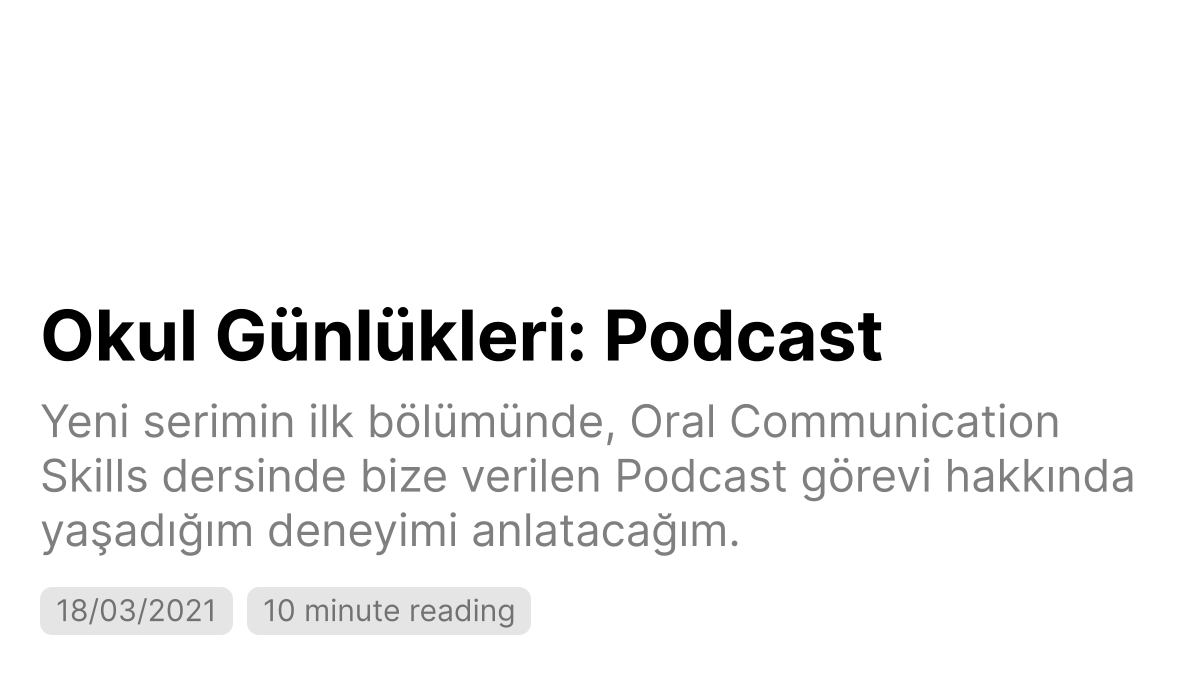 Okul Günlükleri: Podcast
Yeni serimin ilk bölümünde, Oral Communication
Skills dersinde bize verilen Podcast görevi hakkında
yaşadığım deneyimi anlatacağım.
18/03/2021 10 minute reading